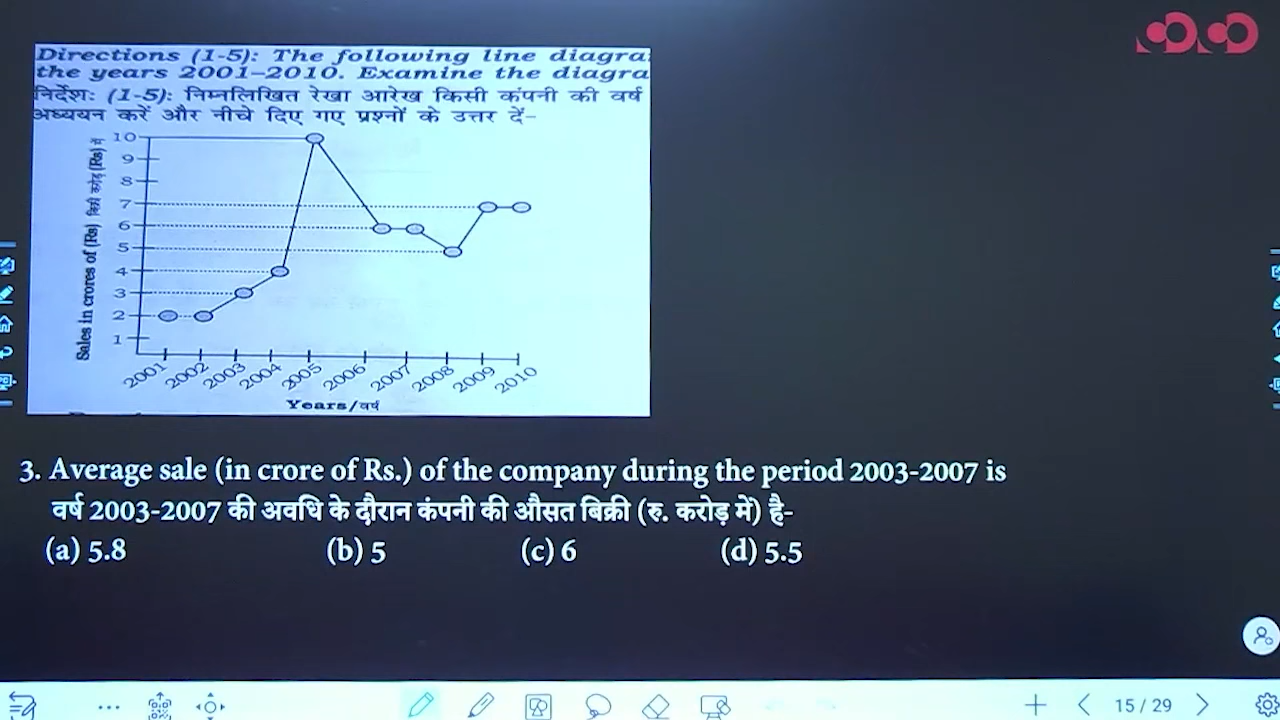 Directions (1-5): The following line diagra
the years 2001–2010. Examine the diagra
निर्देशः (1-5): निम्नलिखित रेखा आरेख किसी कंपनी की वर्ष
अध्ययन करें और नीचे दिए गए प्रश्नों के उत्तर दें–
Sales in crores of (Rs) बिक्री करोड़ (Rs) में
10
9
8
7
6
5
4
3
2
1
2001 2002 2003 2004 2005 2006 2007 2008 2009 2010
Years/वर्ष
3. Average sale (in crore of Rs.) of the company during the period 2003-2007 is
वर्ष 2003-2007 की अवधि के दौरान कंपनी की औसत बिक्री (रु. करोड़ में) है-
(a) 5.8 (b) 5 (c) 6 (d) 5.5
15 / 29